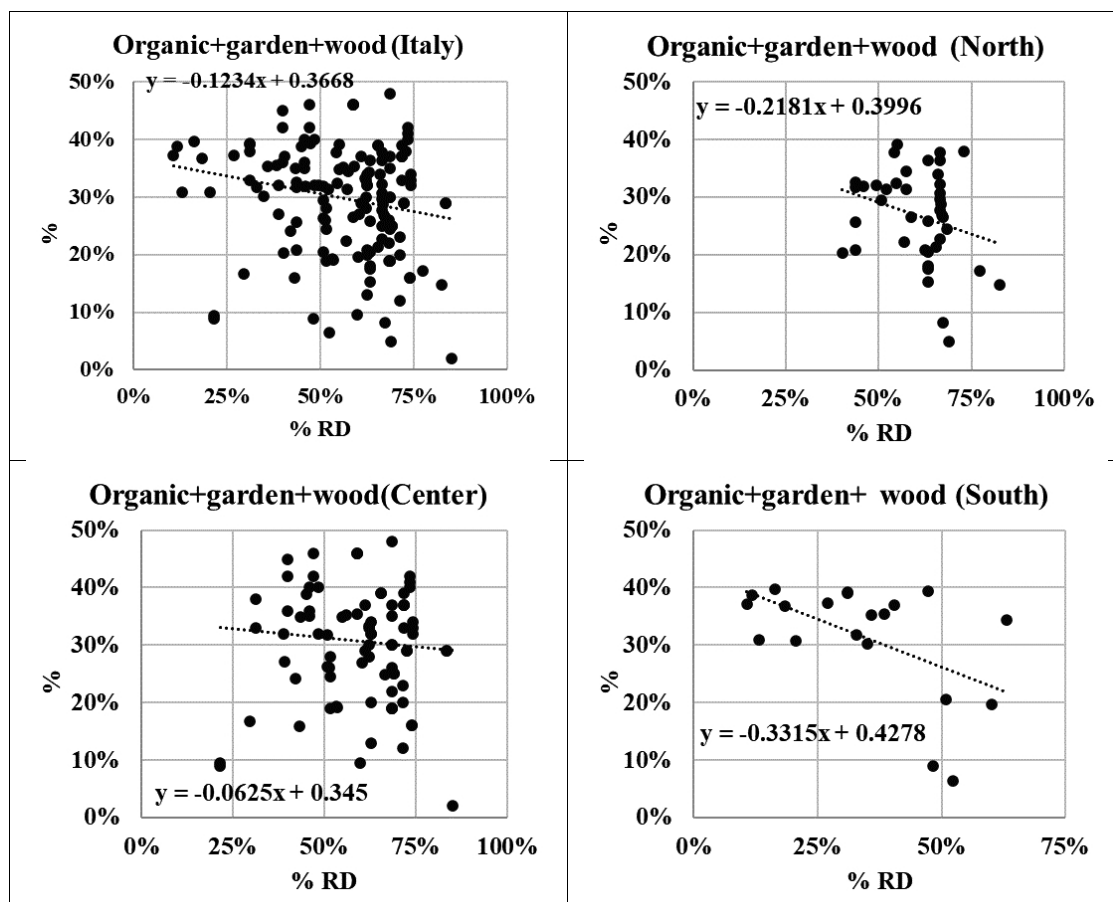 Organic+garden+wood (Italy)
y = -0.1234x + 0.3668
50%
40%
30%
20%
10%
0%
%
0% 25% 50% 75% 100%
% RD
Organic+garden+wood (North)
y = -0.2181x + 0.3996
50%
40%
30%
20%
10%
0%
%
0% 25% 50% 75% 100%
% RD
Organic+garden+wood(Center)
50%
40%
30%
20%
10%
0%
%
y = -0.0625x + 0.345
0% 25% 50% 75% 100%
% RD
Organic+garden+ wood (South)
50%
40%
30%
20%
10%
0%
%
y = -0.3315x + 0.4278
0% 25% 50% 75%
% RD